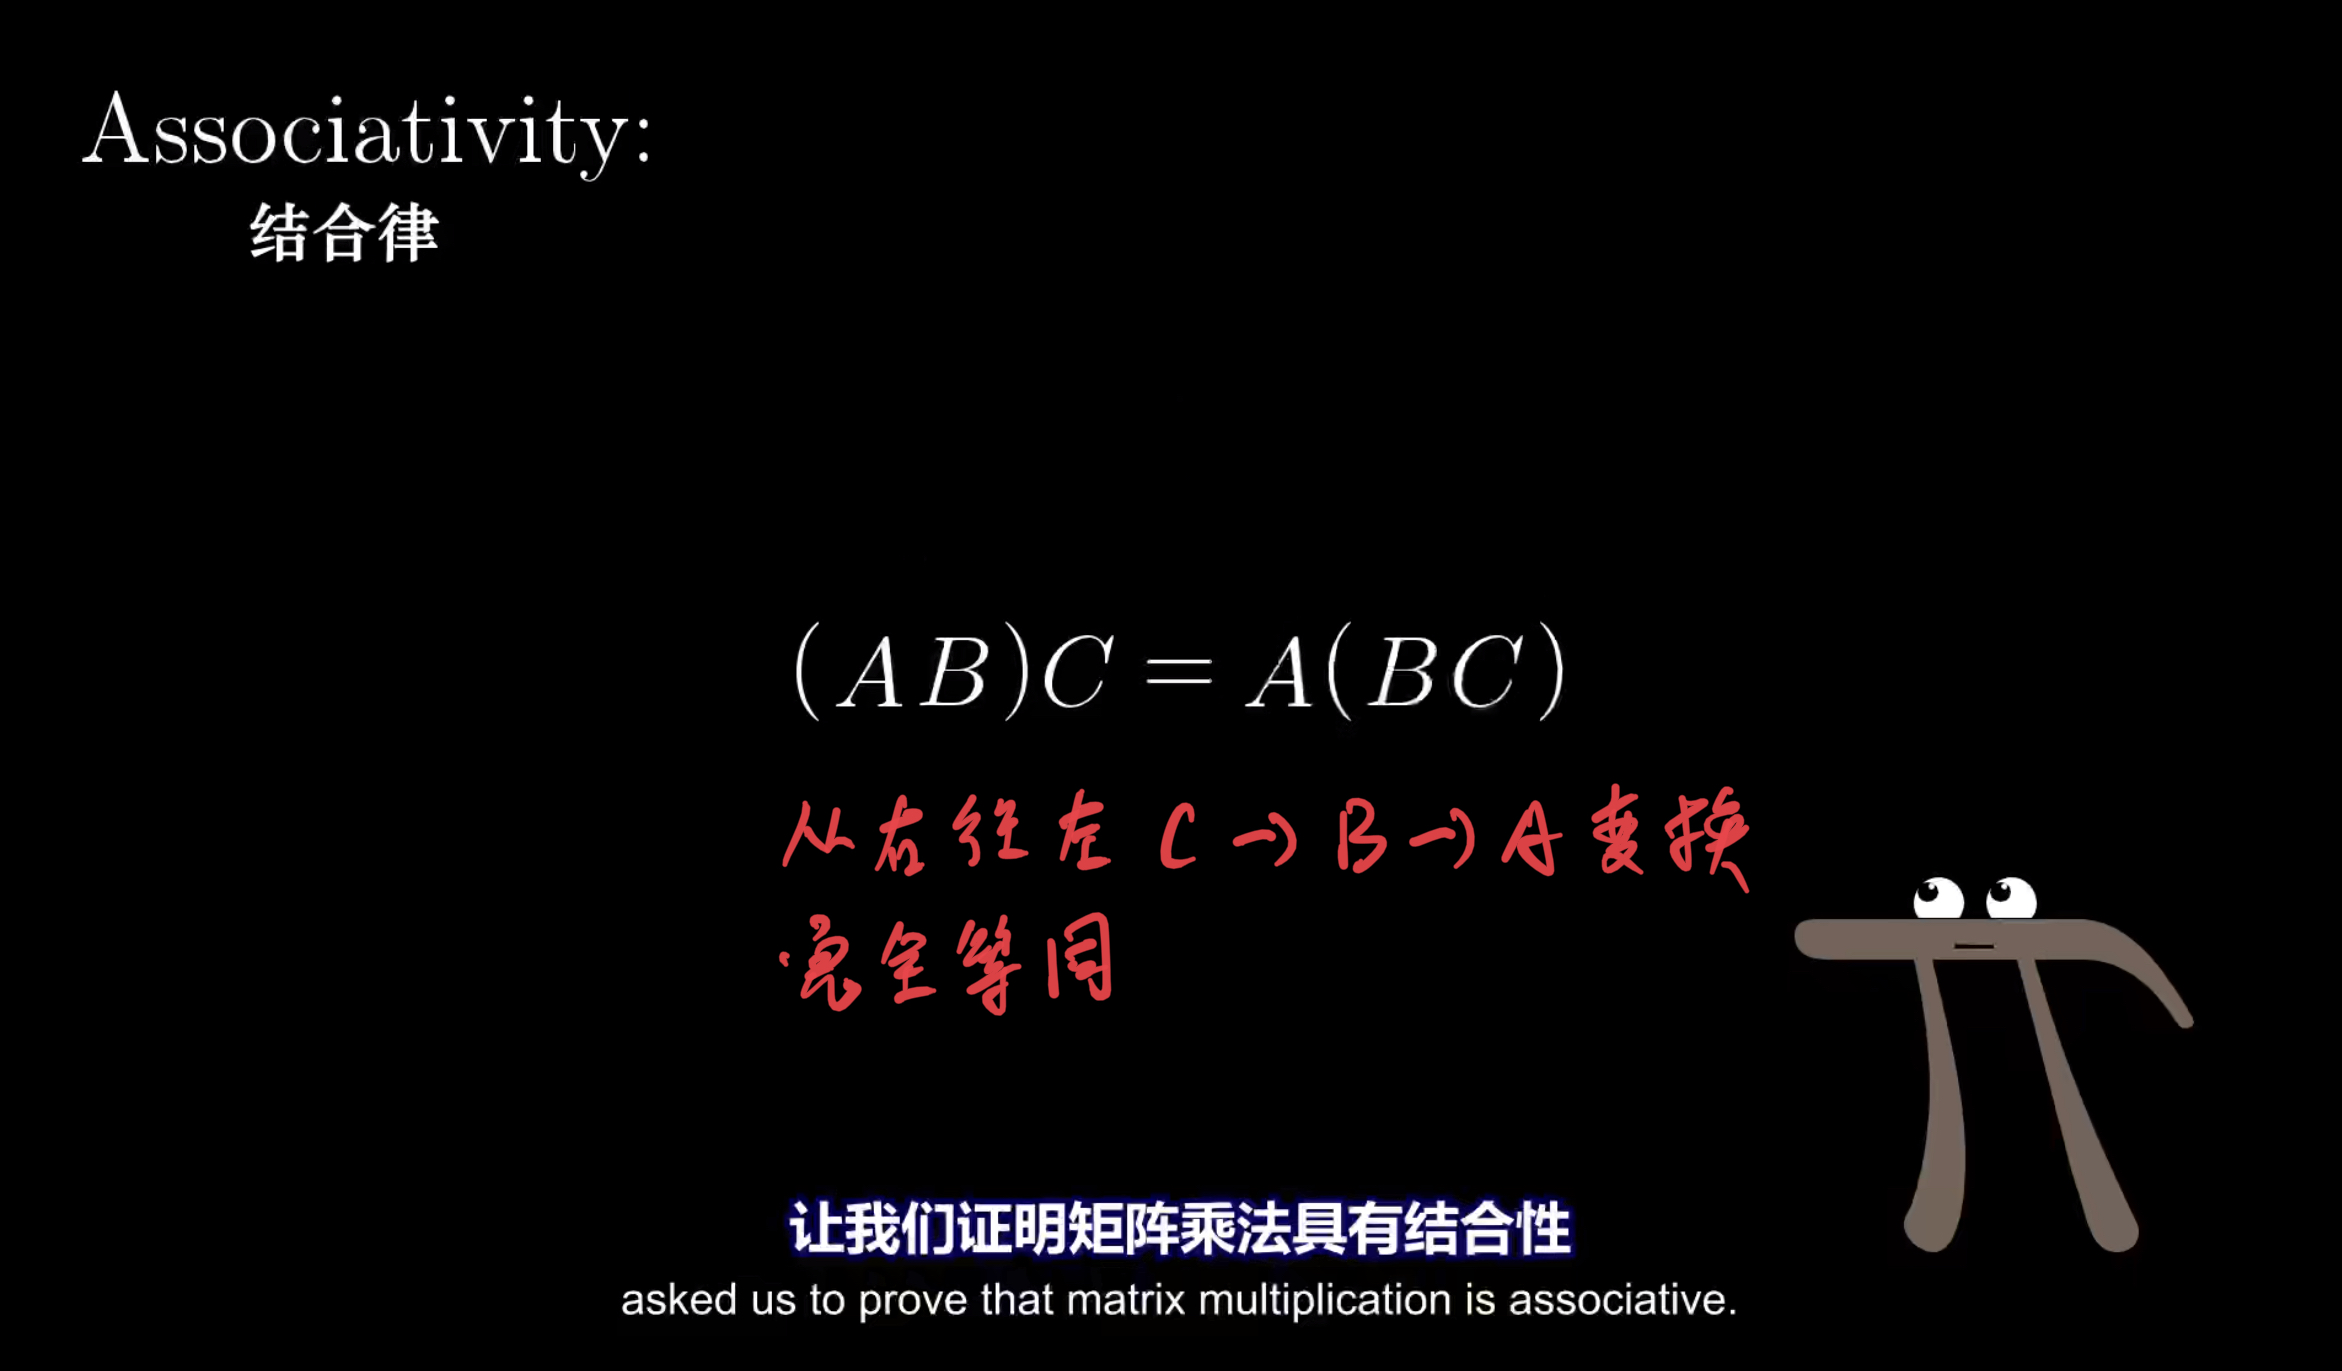 Associativity:
结合律
(AB)C = A(BC)
从右往左 C→B→A变换
完全等同
让我们证明矩阵乘法具有结合性
asked us to prove that matrix multiplication is associative.